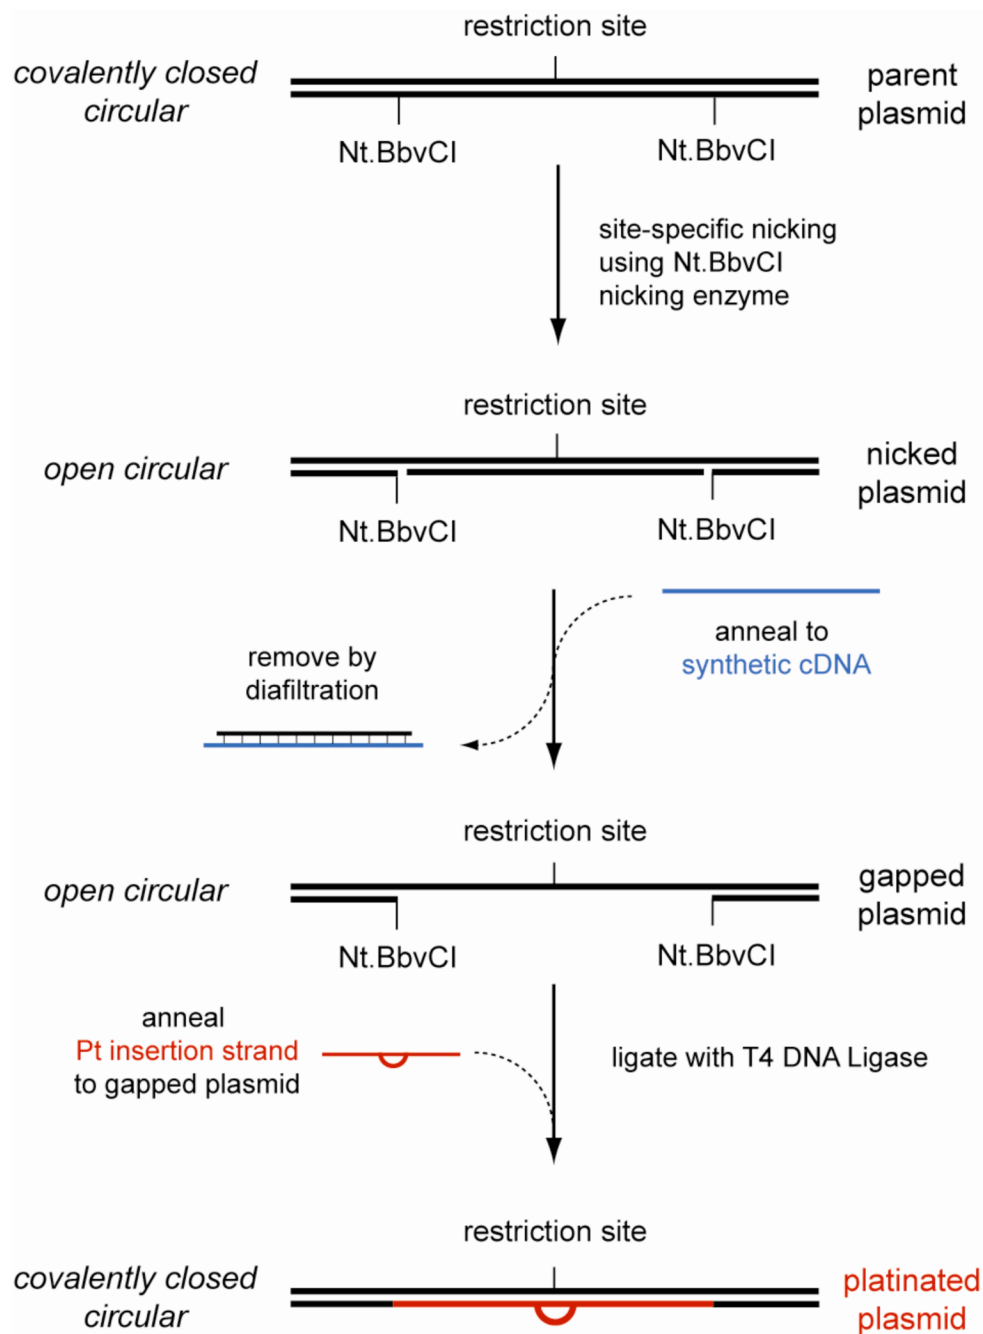 restriction site
covalently closed
circular
parent
plasmid
Nt.BbvCI
Nt.BbvCI
site-specific nicking
using Nt.BbvCI
nicking enzyme
restriction site
open circular
nicked
plasmid
Nt.BbvCI
Nt.BbvCI
anneal to
synthetic cDNA
remove by
diafiltration
restriction site
open circular
gapped
plasmid
Nt.BbvCI
Nt.BbvCI
anneal
Pt insertion strand
to gapped plasmid
ligate with T4 DNA Ligase
restriction site
covalently closed
circular
platinated
plasmid